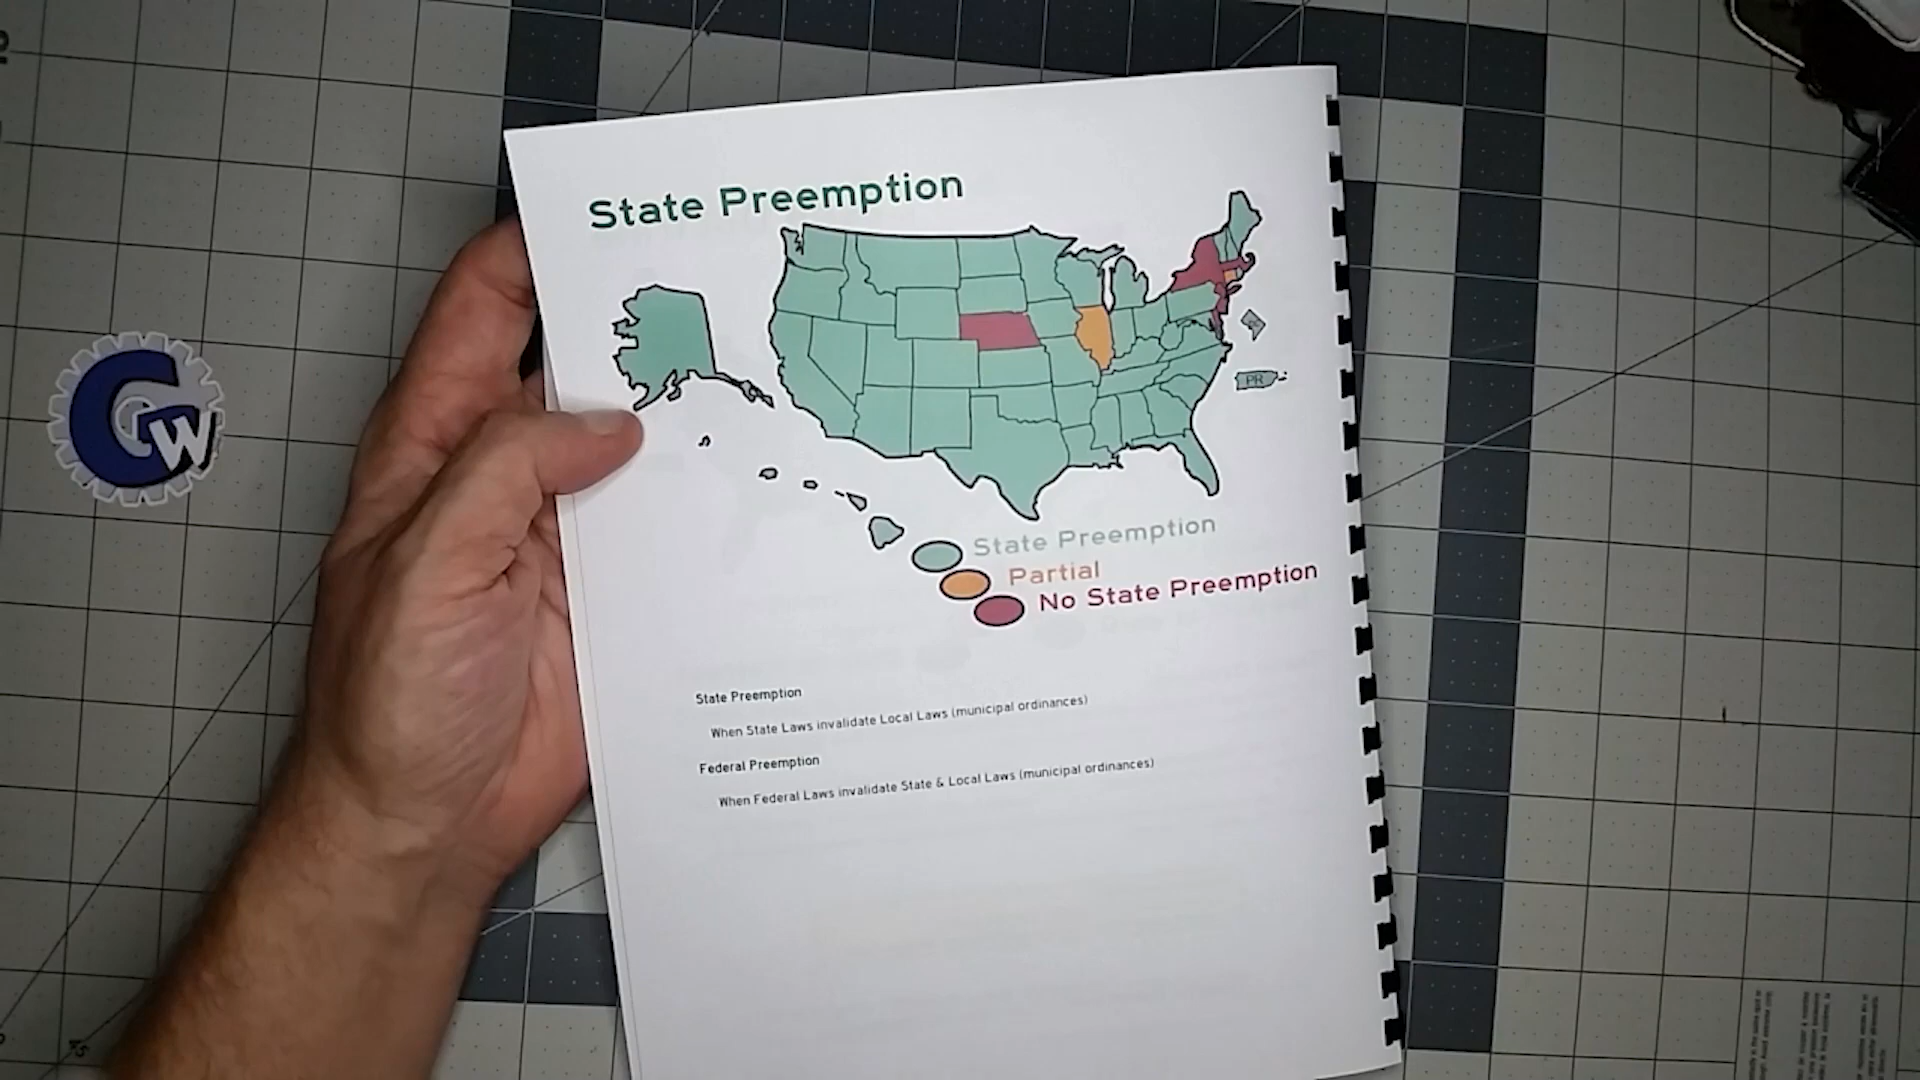 State Preemption
PR
State Preemption
Partial
No State Preemption
State Preemption
When State Laws invalidate Local Laws (municipal ordinances)
Federal Preemption
When Federal Laws invalidate State & Local Laws (municipal ordinances)
GW